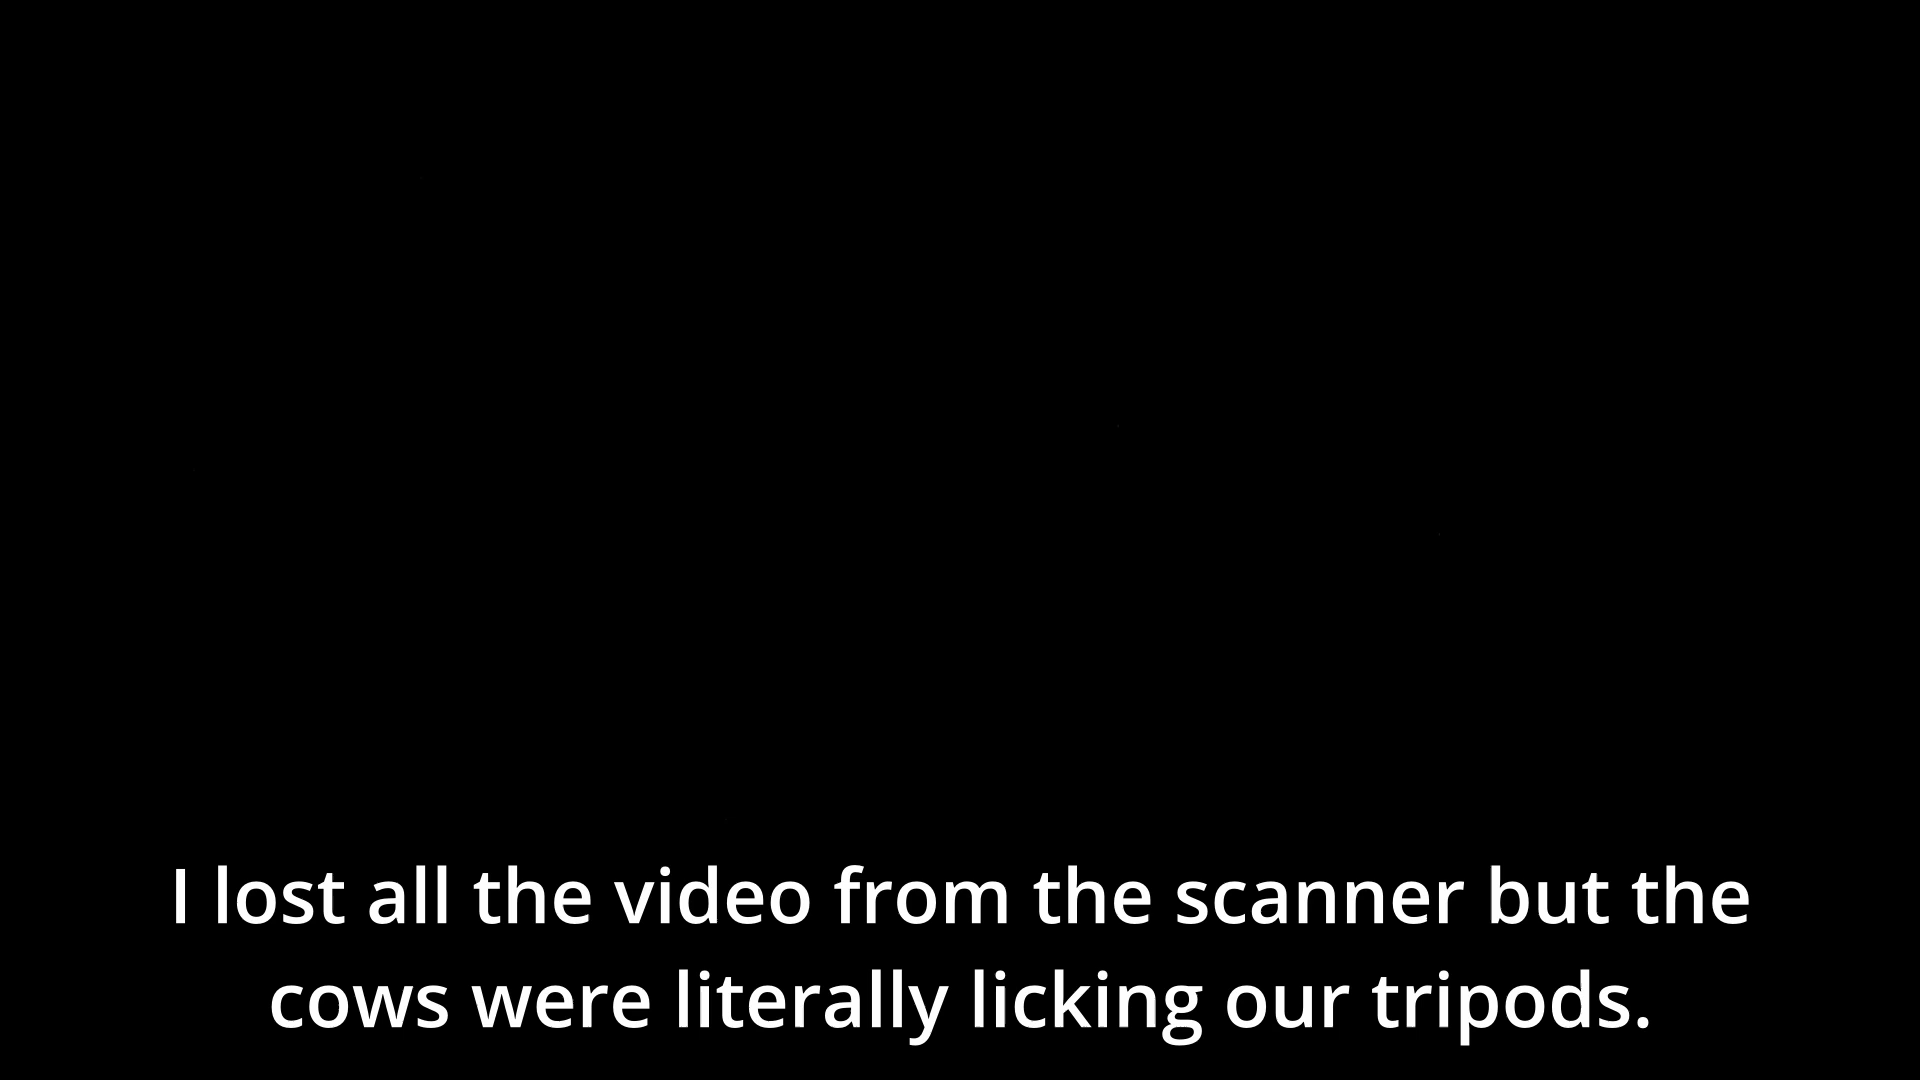 I lost all the video from the scanner but the
cows were literally licking our tripods.